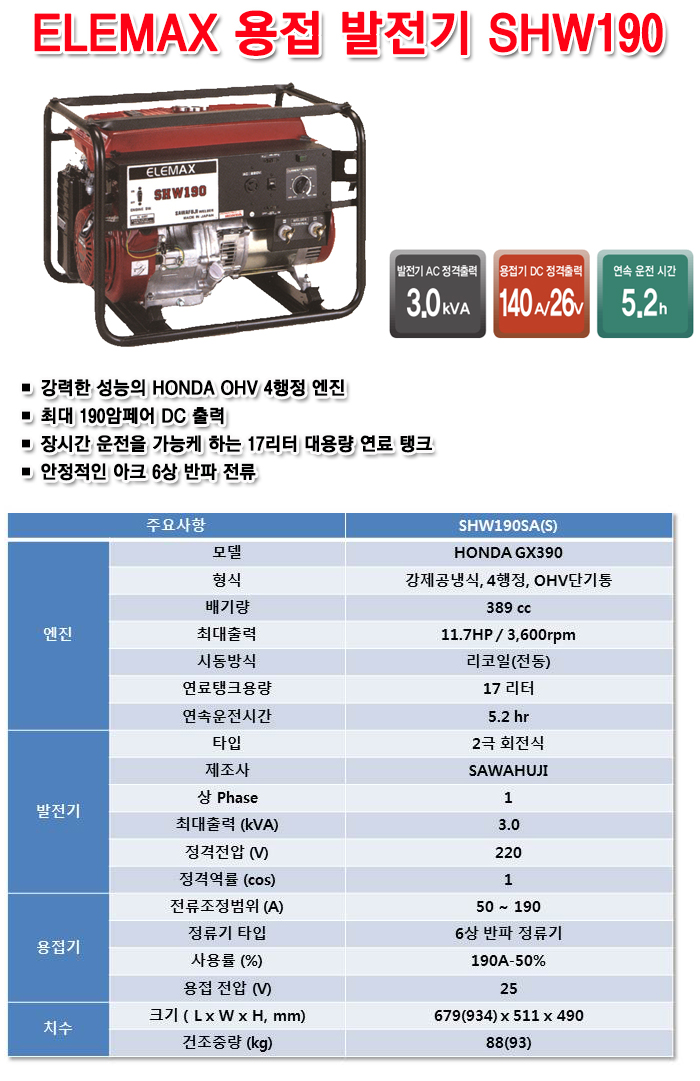 ELEMAX 용접 발전기 SHW190
ELEMAX
SHW190
MADE IN JAPAN
발전기 AC 정격출력
3.0kVA
용접기 DC 정격출력
140A/26V
연속 운전 시간
5.2h
■ 강력한 성능의 HONDA OHV 4행정 엔진
■ 최대 190암페어 DC 출력
■ 장시간 운전을 가능케 하는 17리터 대용량 연료 탱크
■ 안정적인 아크 6상 반파 전류
주요사항 SHW190SA(S)
엔진
모델 HONDA GX390
형식 강제공냉식, 4행정, OHV단기통
배기량 389 cc
최대출력 11.7HP / 3,600rpm
시동방식 리코일(전동)
연료탱크용량 17 리터
연속운전시간 5.2 hr
발전기
타입 2극 회전식
제조사 SAWAHUJI
상 Phase 1
최대출력 (kVA) 3.0
정격전압 (V) 220
정격역률 (cos) 1
용접기
전류조정범위 (A) 50 ~ 190
정류기 타입 6상 반파 정류기
사용률 (%) 190A-50%
용접 전압 (V) 25
치수
크기 ( L x W x H, mm) 679(934) x 511 x 490
건조중량 (kg) 88(93)